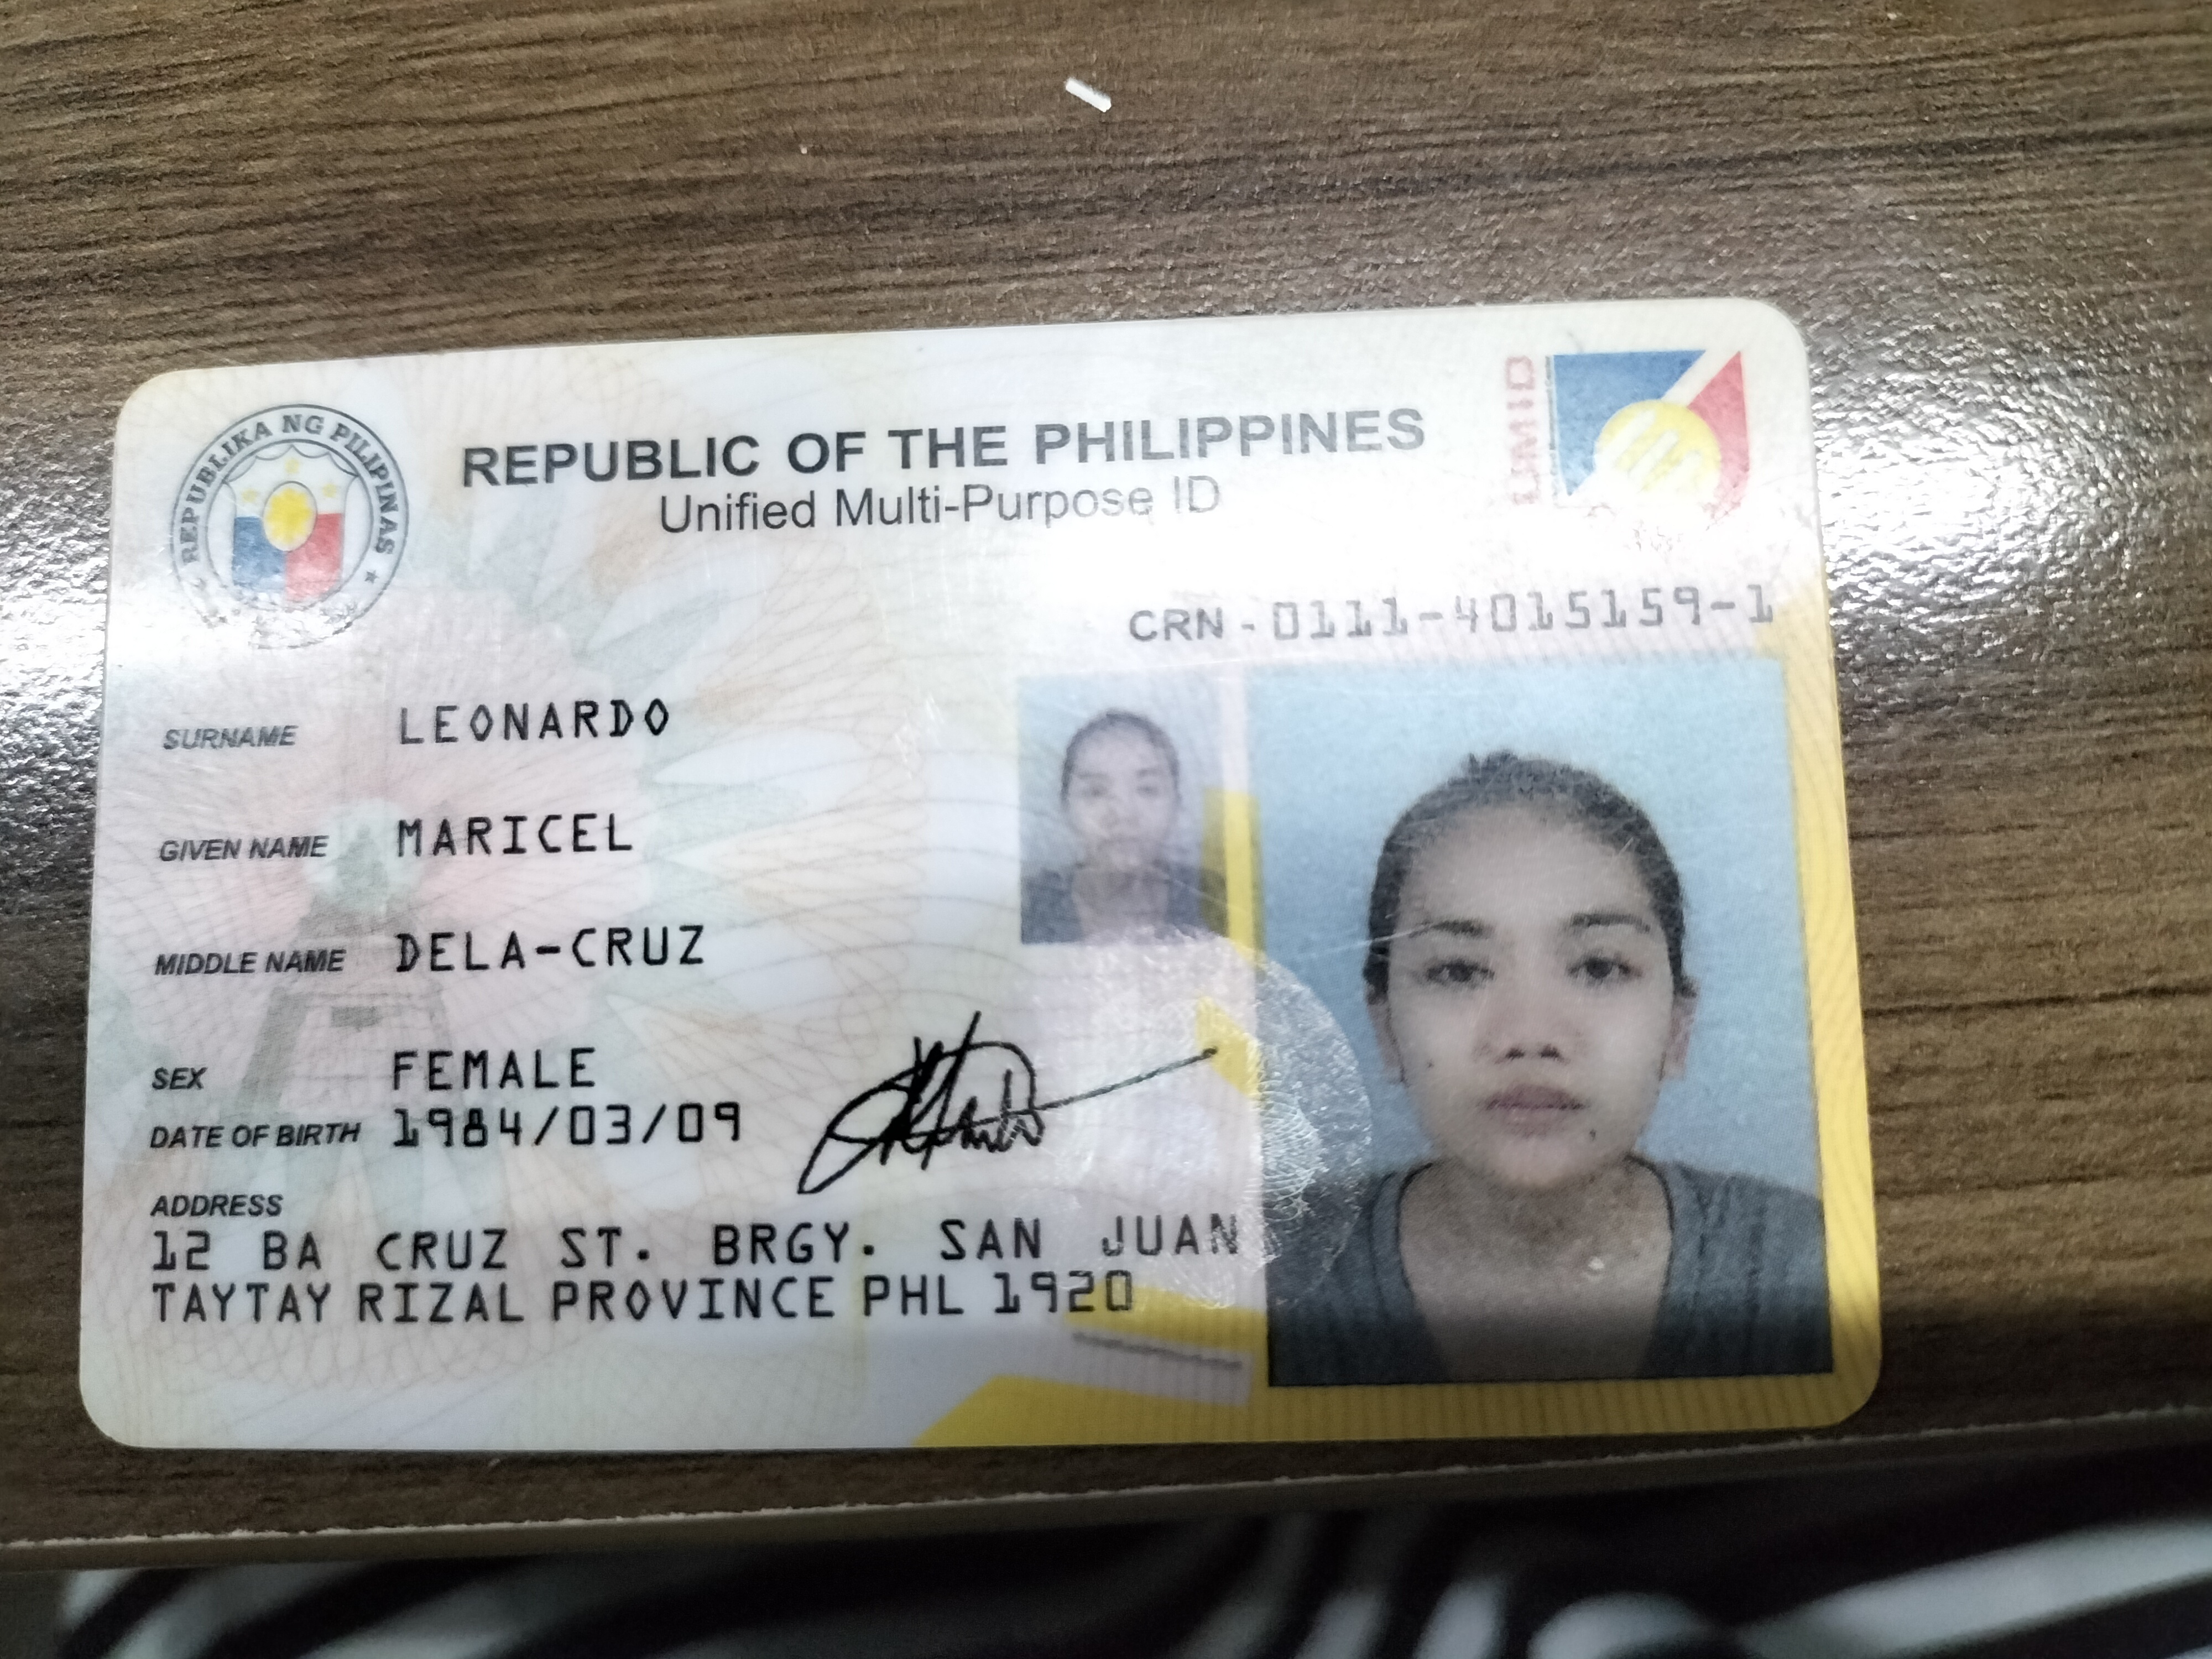 REPUBLIKA NG PILIPINAS
REPUBLIC OF THE PHILIPPINES
Unified Multi-Purpose ID
UMID
CRN - 0111-4015159-1
SURNAME LEONARDO
GIVEN NAME MARICEL
MIDDLE NAME DELA-CRUZ
SEX FEMALE
DATE OF BIRTH 1984/03/09
ADDRESS
12 BA CRUZ ST. BRGY. SAN JUAN
TAYTAY RIZAL PROVINCE PHL 1920